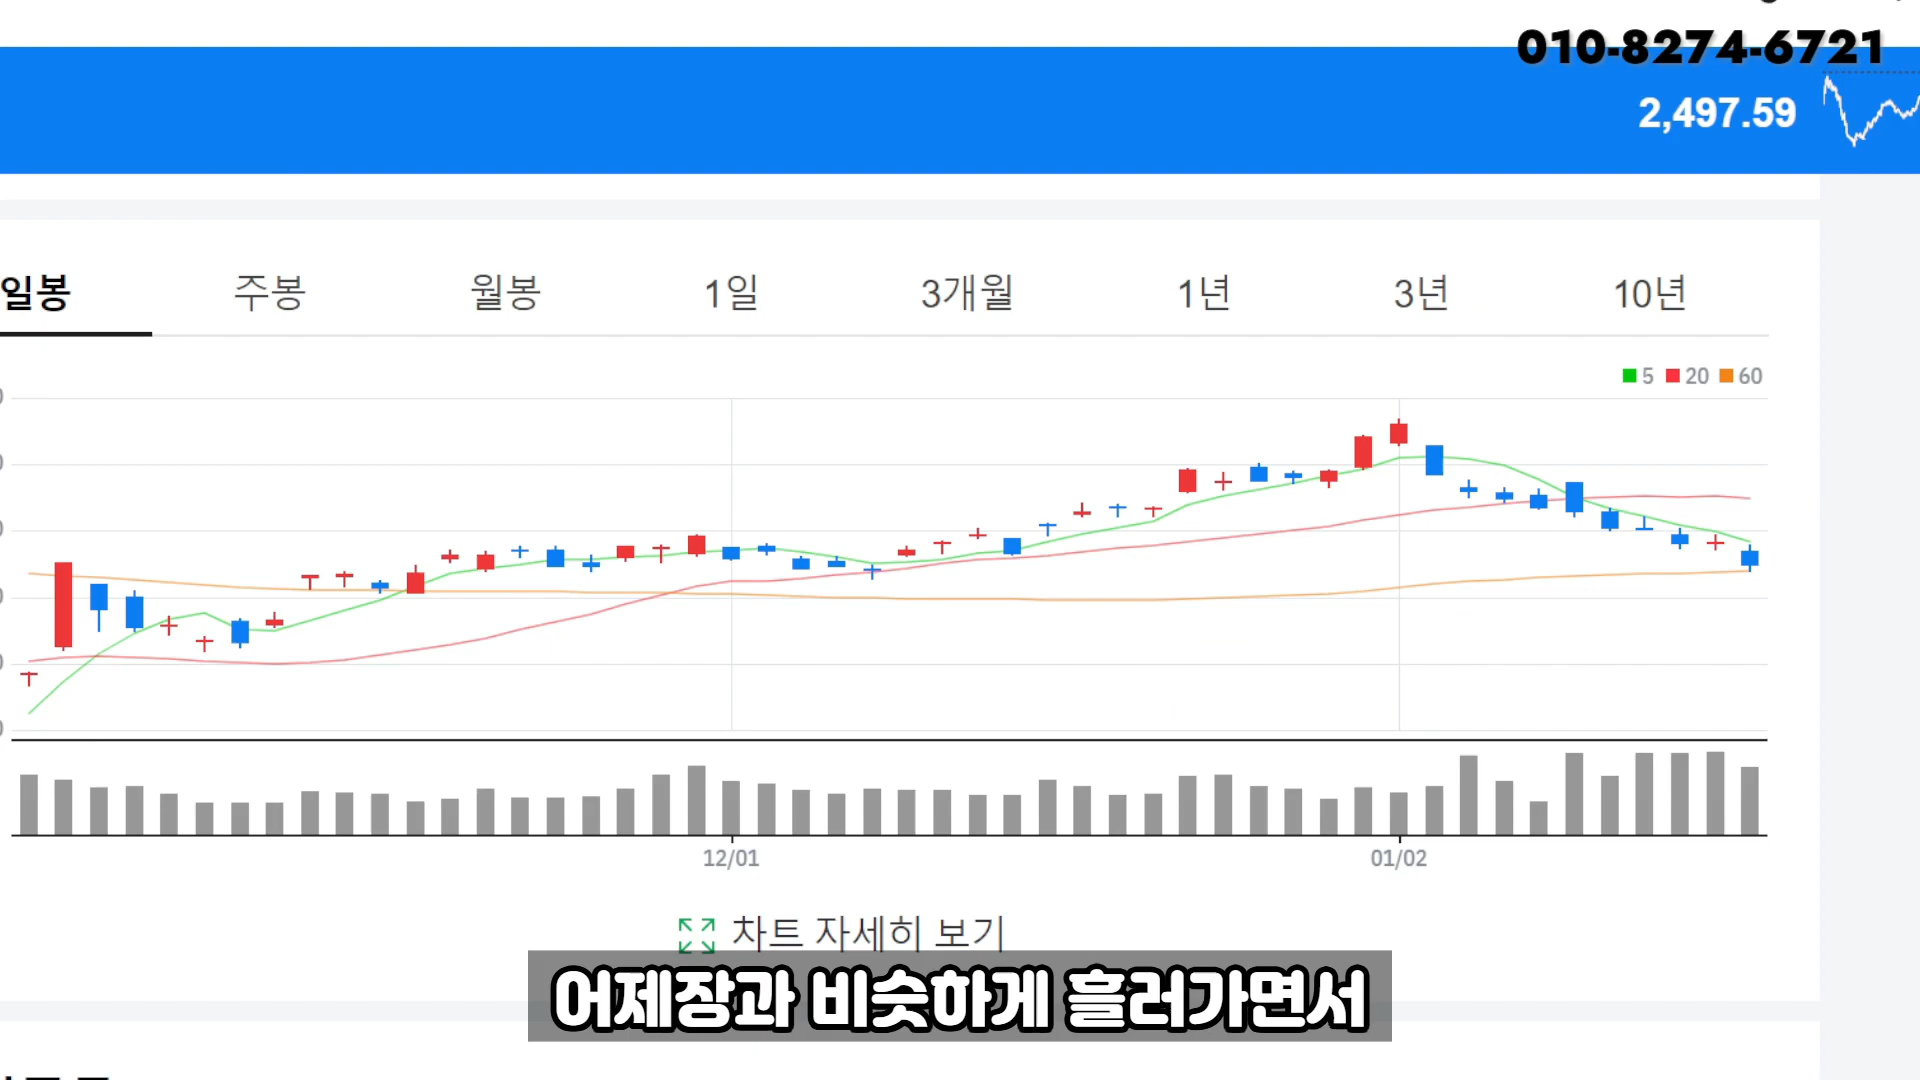 010-8274-6721
2,497.59
일봉 주봉 월봉 1일 3개월 1년 3년 10년
5 20 60
12/01 01/02
차트 자세히 보기
어제장과 비슷하게 흘러가면서